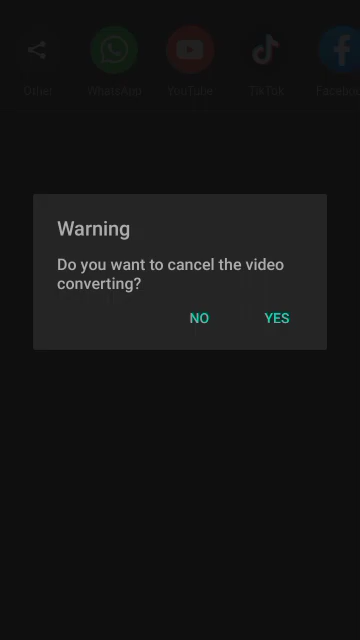 Other WhatsApp YouTube TikTok Facebook
Warning
Do you want to cancel the video
converting?
NO YES